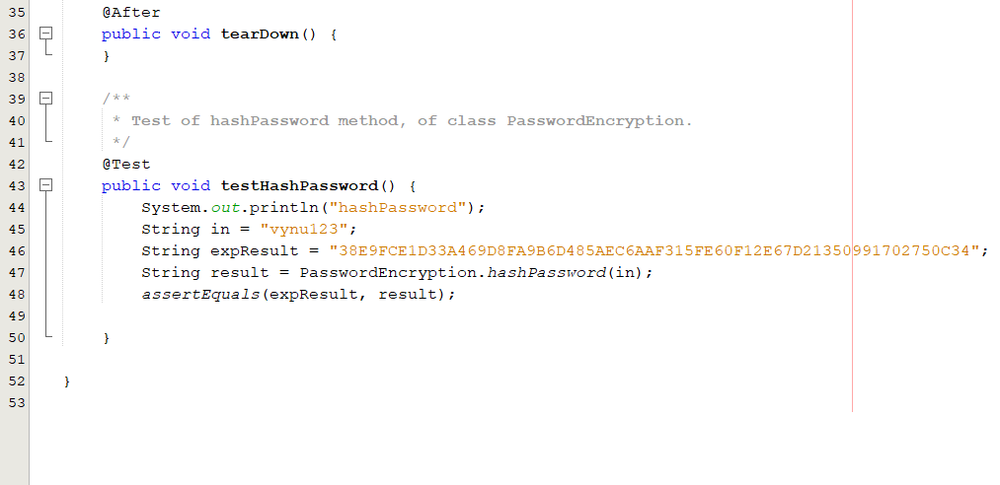 35 @After
36 public void tearDown() {
37 }
38
39 /**
40 * Test of hashPassword method, of class PasswordEncryption.
41 */
42 @Test
43 public void testHashPassword() {
44 System.out.println("hashPassword");
45 String in = "vynu123";
46 String expResult = "38E9FCE1D33A469D8FA9B6D485AEC6AAF315FE60F12E67D21350991702750C34";
47 String result = PasswordEncryption.hashPassword(in);
48 assertEquals(expResult, result);
49
50 }
51
52 }
53